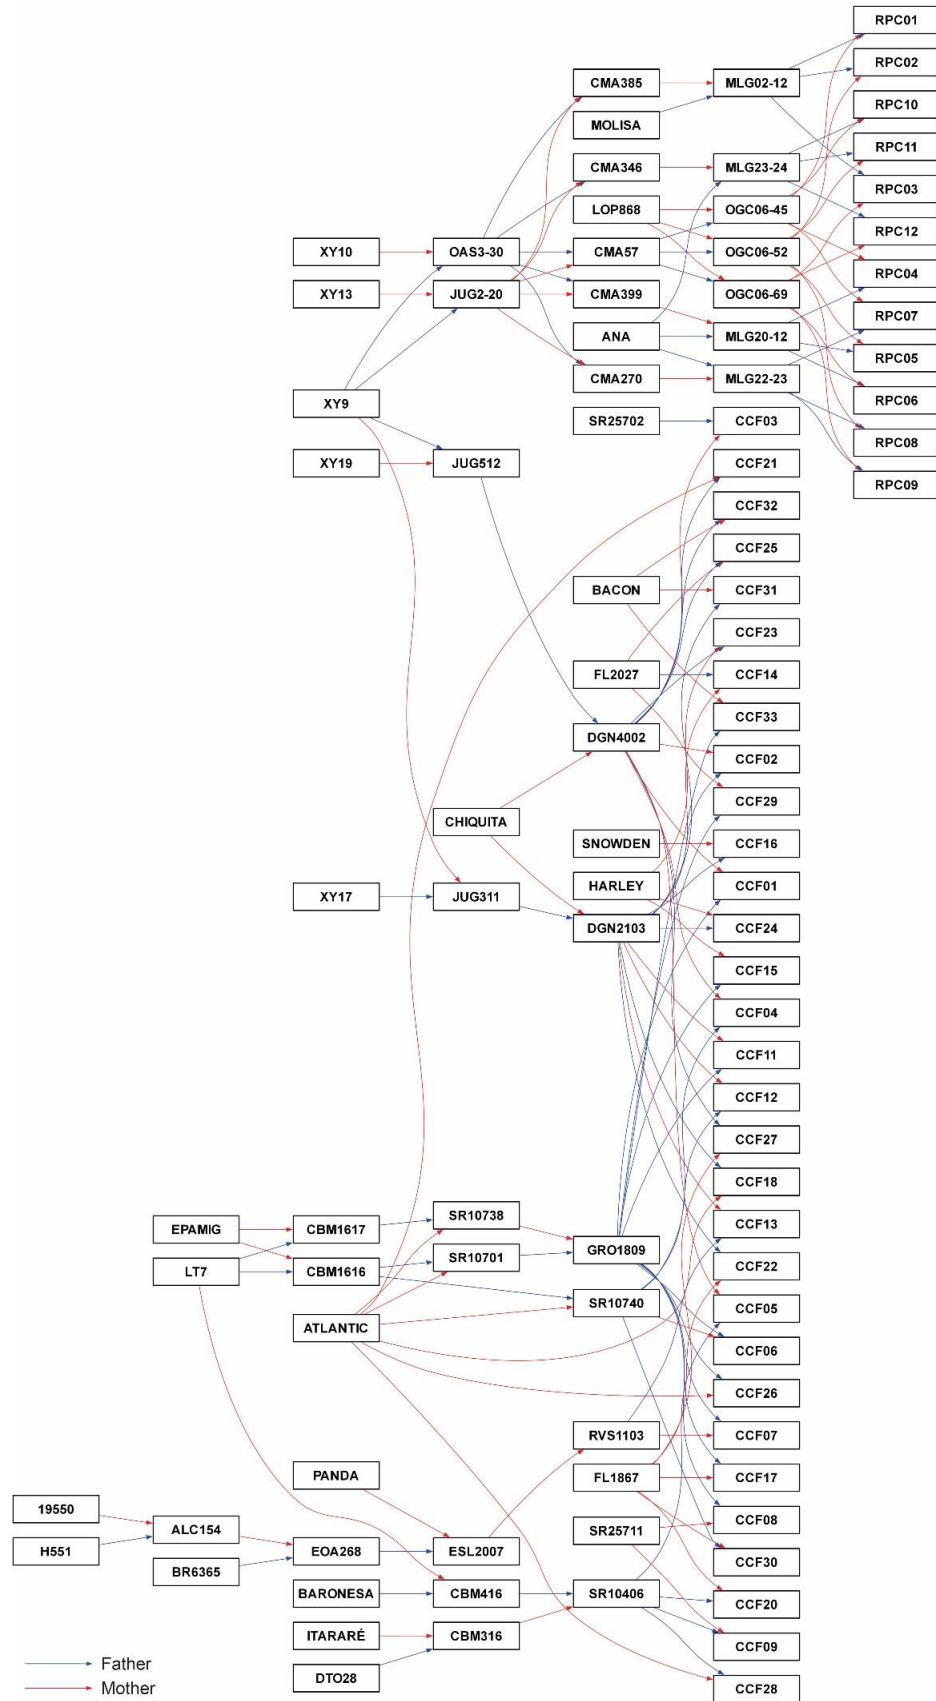 RPC01
RPC02
CMA385
MLG02-12
RPC10
MOLISA
RPC11
CMA346
MLG23-24
RPC03
LOP868
OGC06-45
RPC12
XY10
OAS3-30
CMA57
OGC06-52
RPC04
XY13
JUG2-20
CMA399
OGC06-69
RPC07
ANA
MLG20-12
RPC05
CMA270
MLG22-23
RPC06
XY9
SR25702
CCF03
RPC08
XY19
JUG512
CCF21
RPC09
CCF32
CCF25
BACON
CCF31
CCF23
FL2027
CCF14
CCF33
DGN4002
CCF02
CCF29
CHIQUITA
SNOWDEN
CCF16
HARLEY
CCF01
XY17
JUG311
DGN2103
CCF24
CCF15
CCF04
CCF11
CCF12
CCF27
CCF18
SR10738
CCF13
EPAMIG
CBM1617
GRO1809
SR10701
CCF22
LT7
CBM1616
SR10740
CCF05
ATLANTIC
CCF06
CCF26
RVS1103
CCF07
PANDA
FL1867
CCF17
19550
ALC154
SR25711
CCF08
H551
EOA268
ESL2007
CCF30
BR6365
BARONESA
CBM416
SR10406
CCF20
ITARARÉ
CBM316
CCF09
Father
DTO28
CCF28
Mother